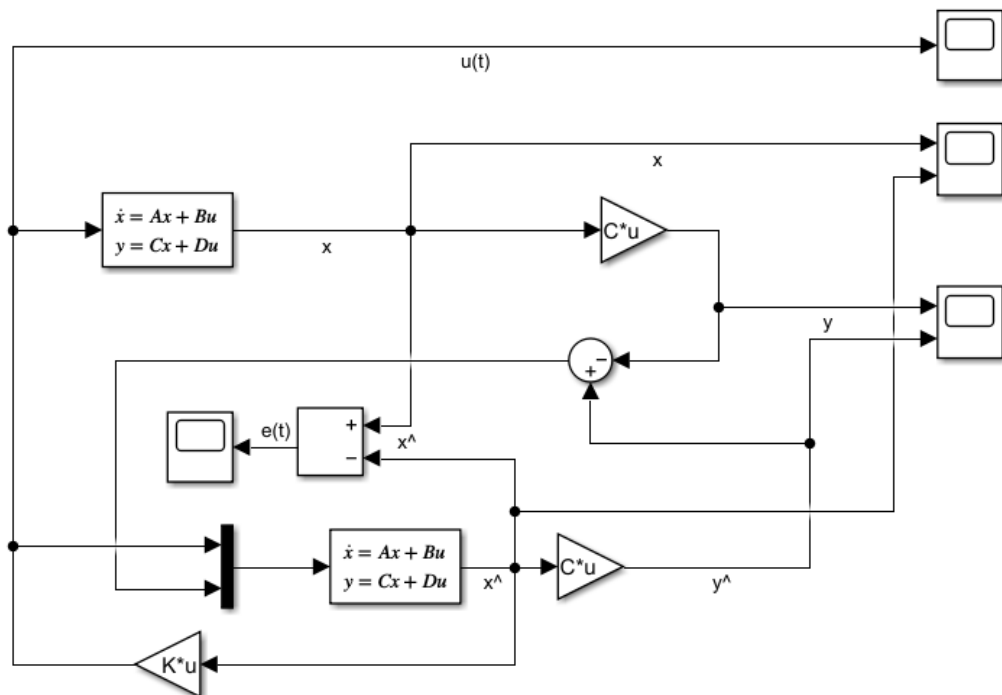 u(t)
x
ẋ = Ax + Bu
y = Cx + Du
x
C*u
y
−
+
e(t)
+
−
x^
ẋ = Ax + Bu
y = Cx + Du
x^
C*u
y^
K*u